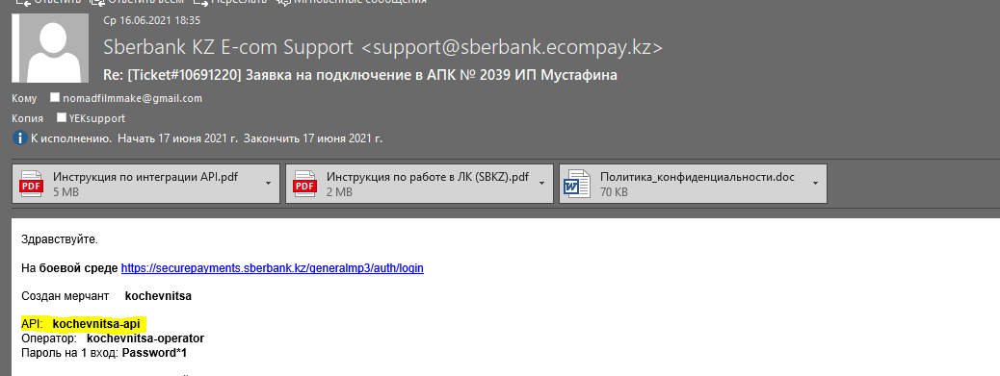 Ответить Ответить всем Переслать Мгновенные сообщения
Ср 16.06.2021 18:35
Sberbank KZ E-com Support <support@sberbank.ecompay.kz>
Re: [Ticket#10691220] Заявка на подключение в АПК № 2039 ИП Мустафина
Кому nomadfilmmake@gmail.com
Копия YEKsupport
К исполнению. Начать 17 июня 2021 г. Закончить 17 июня 2021 г.
PDF Инструкция по интеграции API.pdf 5 MB
PDF Инструкция по работе в ЛК (SBKZ).pdf 2 MB
W Политика_конфиденциальности.doc 70 KB
Здравствуйте.
На боевой среде https://securepayments.sberbank.kz/generalmp3/auth/login
Создан мерчант kochevnitsa
API: kochevnitsa-api
Оператор: kochevnitsa-operator
Пароль на 1 вход: Password*1